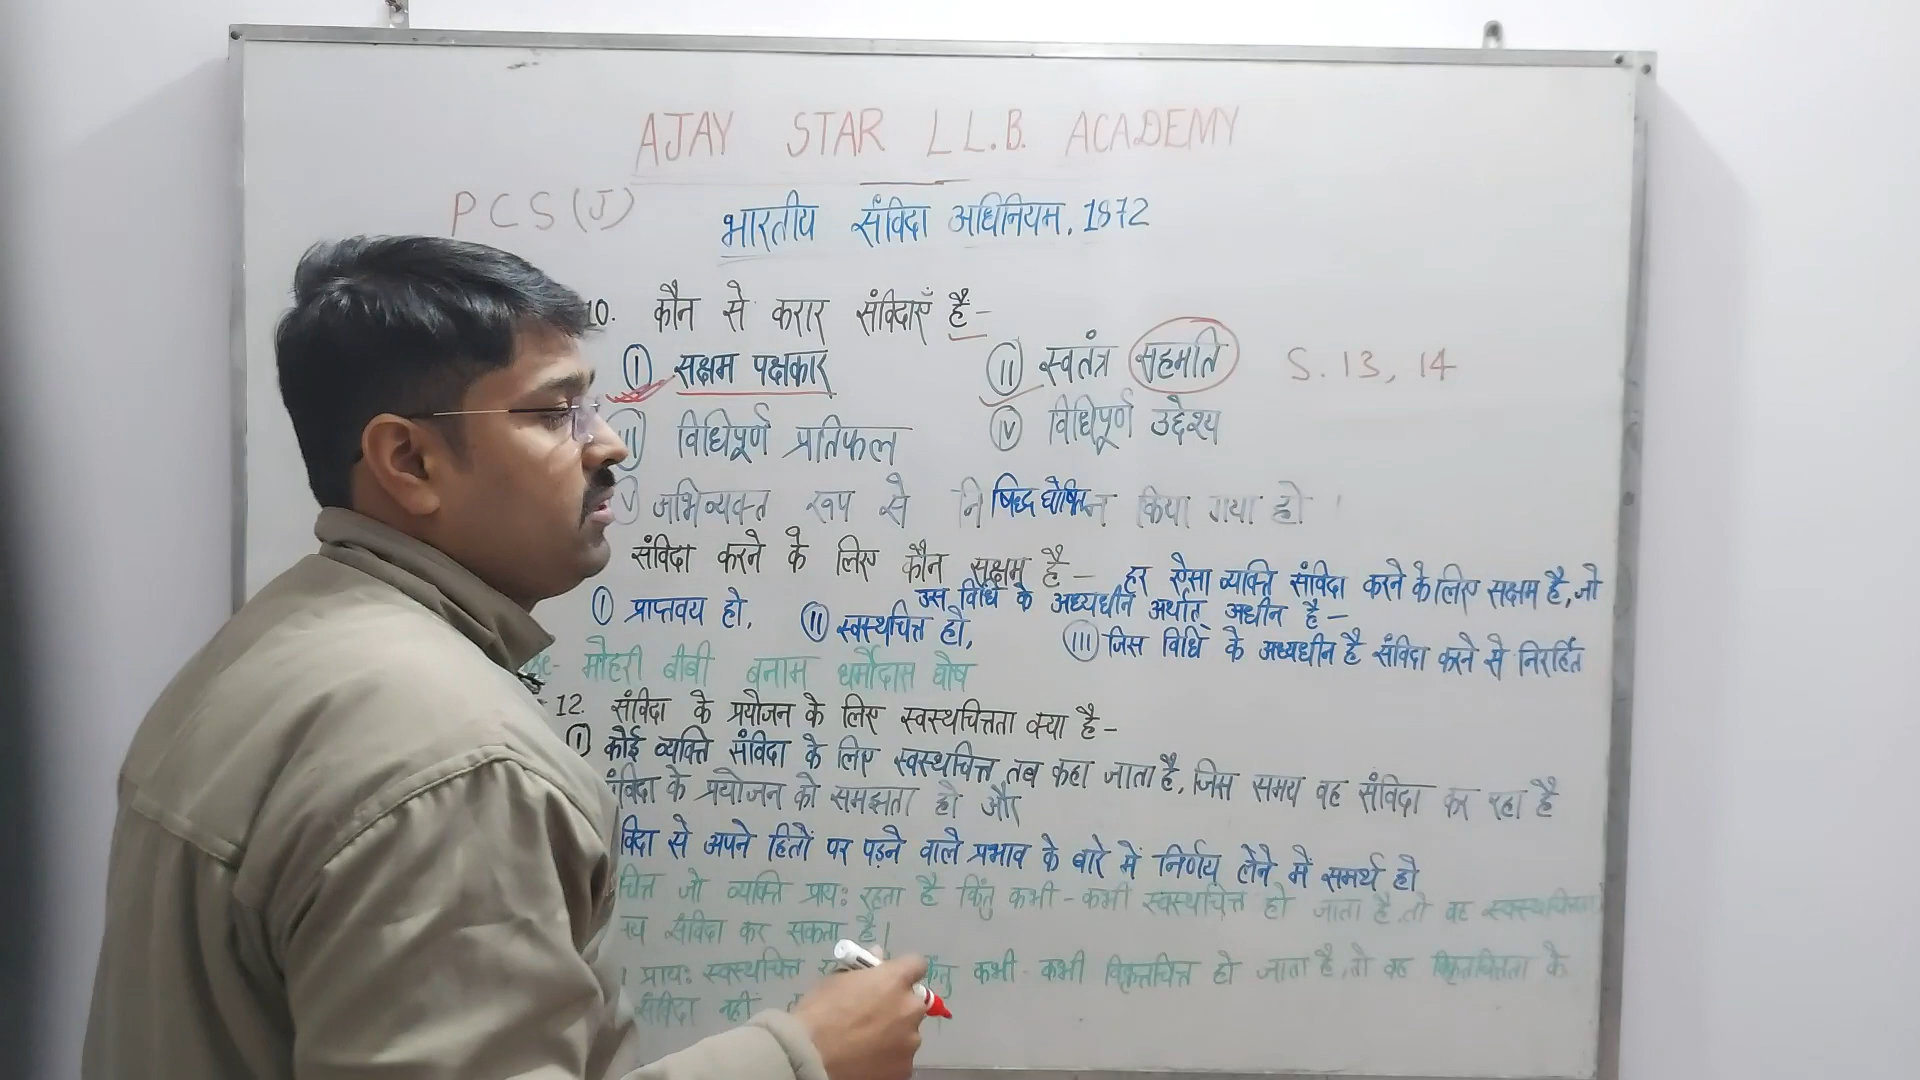 AJAY STAR LL.B. ACADEMY
PCS (J)
भारतीय संविदा अधिनियम, 1872
10. कौन से करार संविदाएँ हैं -
(I) सक्षम पक्षकार (II) स्वतंत्र सहमति S. 13, 14
विधिपूर्ण प्रतिफल (IV) विधिपूर्ण उद्देश्य
अभिव्यक्त रूप से निषिद्ध घोषित न किया गया हो ।
संविदा करने के लिए कौन सक्षम है - हर ऐसा व्यक्ति संविदा करने के लिए सक्षम है, जो
उस विधि के अध्यधीन अर्थात् अधीन है -
(I) प्राप्तवय हो, (II) स्वस्थचित्त हो, (III) जिस विधि के अध्यधीन है संविदा करने से निरर्हित
मोहरी बीबी बनाम धर्मोदास घोष
12. संविदा के प्रयोजन के लिए स्वस्थचित्तता क्या है -
(I) कोई व्यक्ति संविदा के लिए स्वस्थचित्त तब कहा जाता है, जिस समय वह संविदा कर रहा है
के प्रयोजन को समझता हो और
से अपने हितों पर पड़ने वाले प्रभाव के बारे में निर्णय लेने में समर्थ हो
जो व्यक्ति प्रायः रहता है किंतु कभी - कभी स्वस्थचित्त हो जाता है, तो वह
संविदा कर सकता है।
प्रायः स्वस्थचित्त कभी - कभी विकृतचित्त हो जाता है, तो वह विकृतचित्तता के
संविदा नहीं